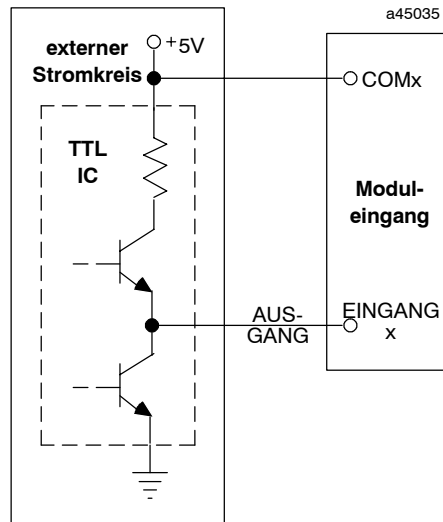 a45035
externer
Stromkreis
+5V
COMx
TTL
IC
Modul-
eingang
AUS-
GANG
EINGANG
x